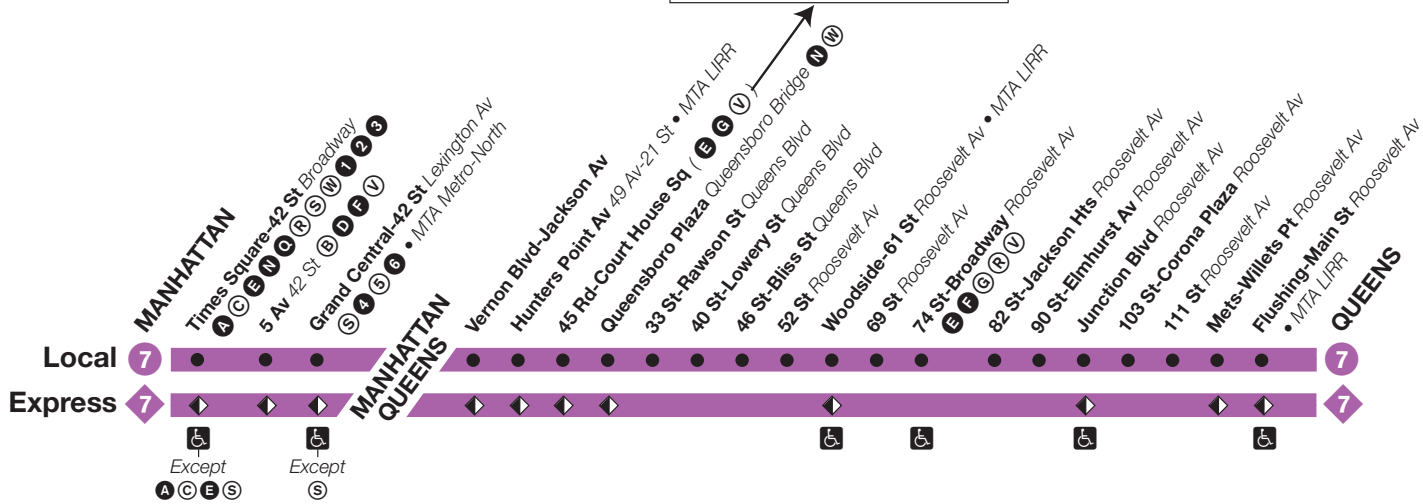 MANHATTAN
Times Square-42 St Broadway
A C E N Q R S W 1 2 3
5 Av 42 St B D F V
Grand Central-42 St Lexington Av
S 4 5 6 • MTA Metro-North
MANHATTAN
QUEENS
Vernon Blvd-Jackson Av
Hunters Point Av 49 Av-21 St • MTA LIRR
45 Rd-Court House Sq ( E G V )
Queensboro Plaza Queensboro Bridge N W
33 St-Rawson St Queens Blvd
40 St-Lowery St Queens Blvd
46 St-Bliss St Queens Blvd
52 St Roosevelt Av
Woodside-61 St Roosevelt Av • MTA LIRR
69 St Roosevelt Av
74 St-Broadway Roosevelt Av
E F G R V
82 St-Jackson Hts Roosevelt Av
90 St-Elmhurst Av Roosevelt Av
Junction Blvd Roosevelt Av
103 St-Corona Plaza Roosevelt Av
111 St Roosevelt Av
Mets-Willets Pt Roosevelt Av
Flushing-Main St Roosevelt Av
• MTA LIRR
QUEENS
Local 7 7
Express 7 7
Except
A C E S
Except
S